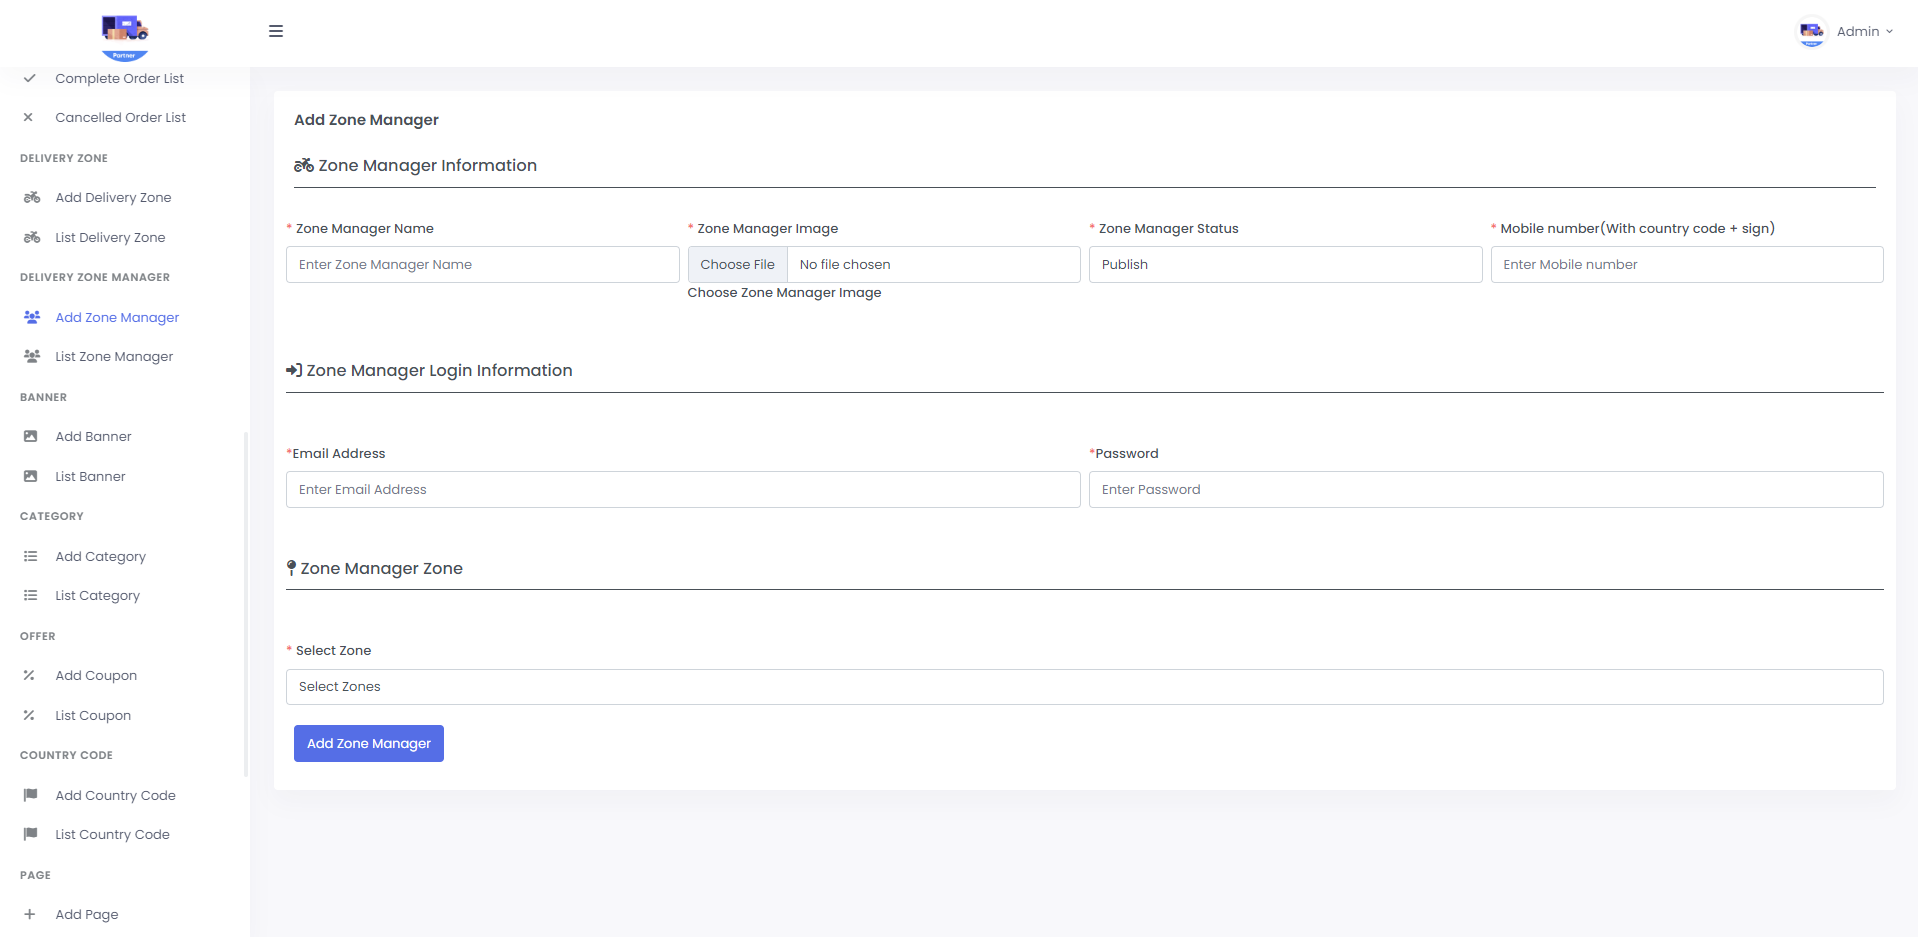 Partner
Admin
Complete Order List
Cancelled Order List
DELIVERY ZONE
Add Delivery Zone
List Delivery Zone
DELIVERY ZONE MANAGER
Add Zone Manager
List Zone Manager
BANNER
Add Banner
List Banner
CATEGORY
Add Category
List Category
OFFER
Add Coupon
List Coupon
COUNTRY CODE
Add Country Code
List Country Code
PAGE
Add Page
Add Zone Manager
Zone Manager Information
* Zone Manager Name
Enter Zone Manager Name
* Zone Manager Image
Choose File No file chosen
Choose Zone Manager Image
* Zone Manager Status
Publish
* Mobile number(With country code + sign)
Enter Mobile number
Zone Manager Login Information
*Email Address
Enter Email Address
*Password
Enter Password
Zone Manager Zone
* Select Zone
Select Zones
Add Zone Manager